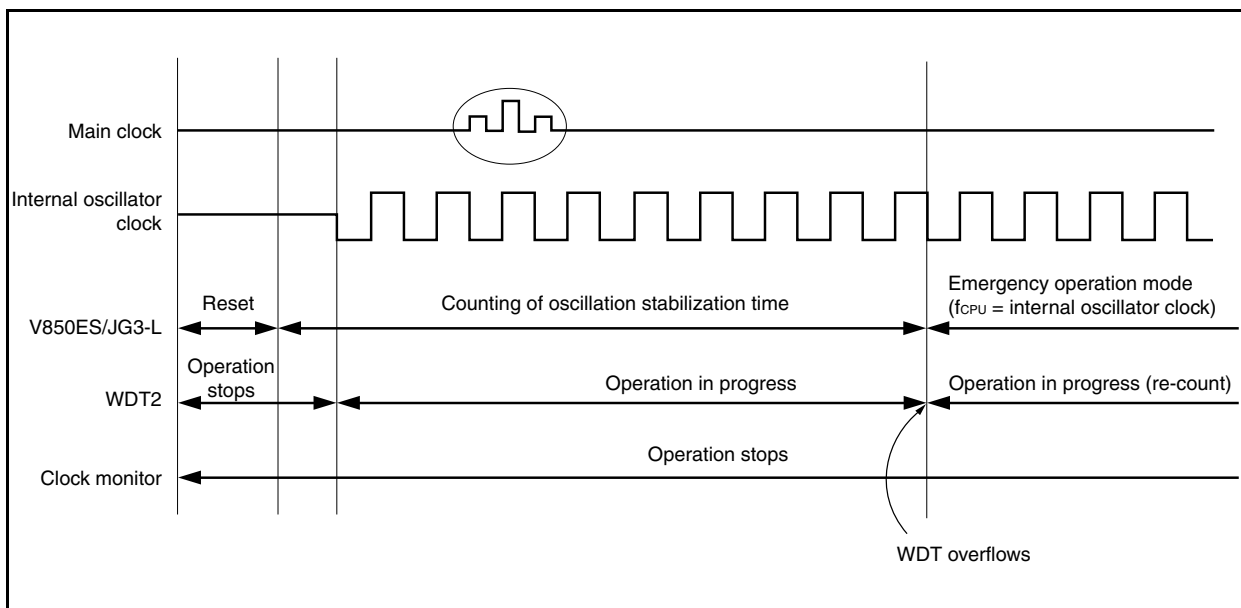 Main clock
Internal oscillator
clock
Emergency operation mode
(fCPU = internal oscillator clock)
Reset
Counting of oscillation stabilization time
V850ES/JG3-L
Operation
stops
Operation in progress
Operation in progress (re-count)
WDT2
Operation stops
Clock monitor
WDT overflows